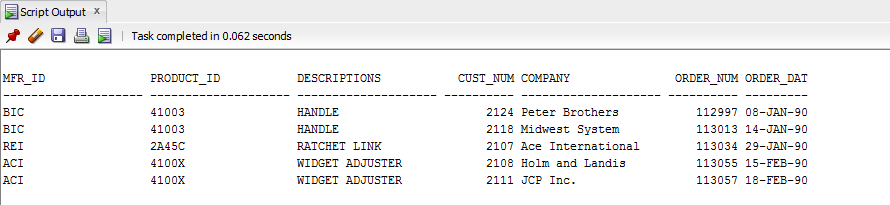 Script Output x
Task completed in 0.062 seconds
MFR_ID PRODUCT_ID DESCRIPTIONS CUST_NUM COMPANY ORDER_NUM ORDER_DAT
-------------------- -------------------- -------------------- ---------- -------------------- ---------- ---------
BIC 41003 HANDLE 2124 Peter Brothers 112997 08-JAN-90
BIC 41003 HANDLE 2118 Midwest System 113013 14-JAN-90
REI 2A45C RATCHET LINK 2107 Ace International 113034 29-JAN-90
ACI 4100X WIDGET ADJUSTER 2108 Holm and Landis 113055 15-FEB-90
ACI 4100X WIDGET ADJUSTER 2111 JCP Inc. 113057 18-FEB-90